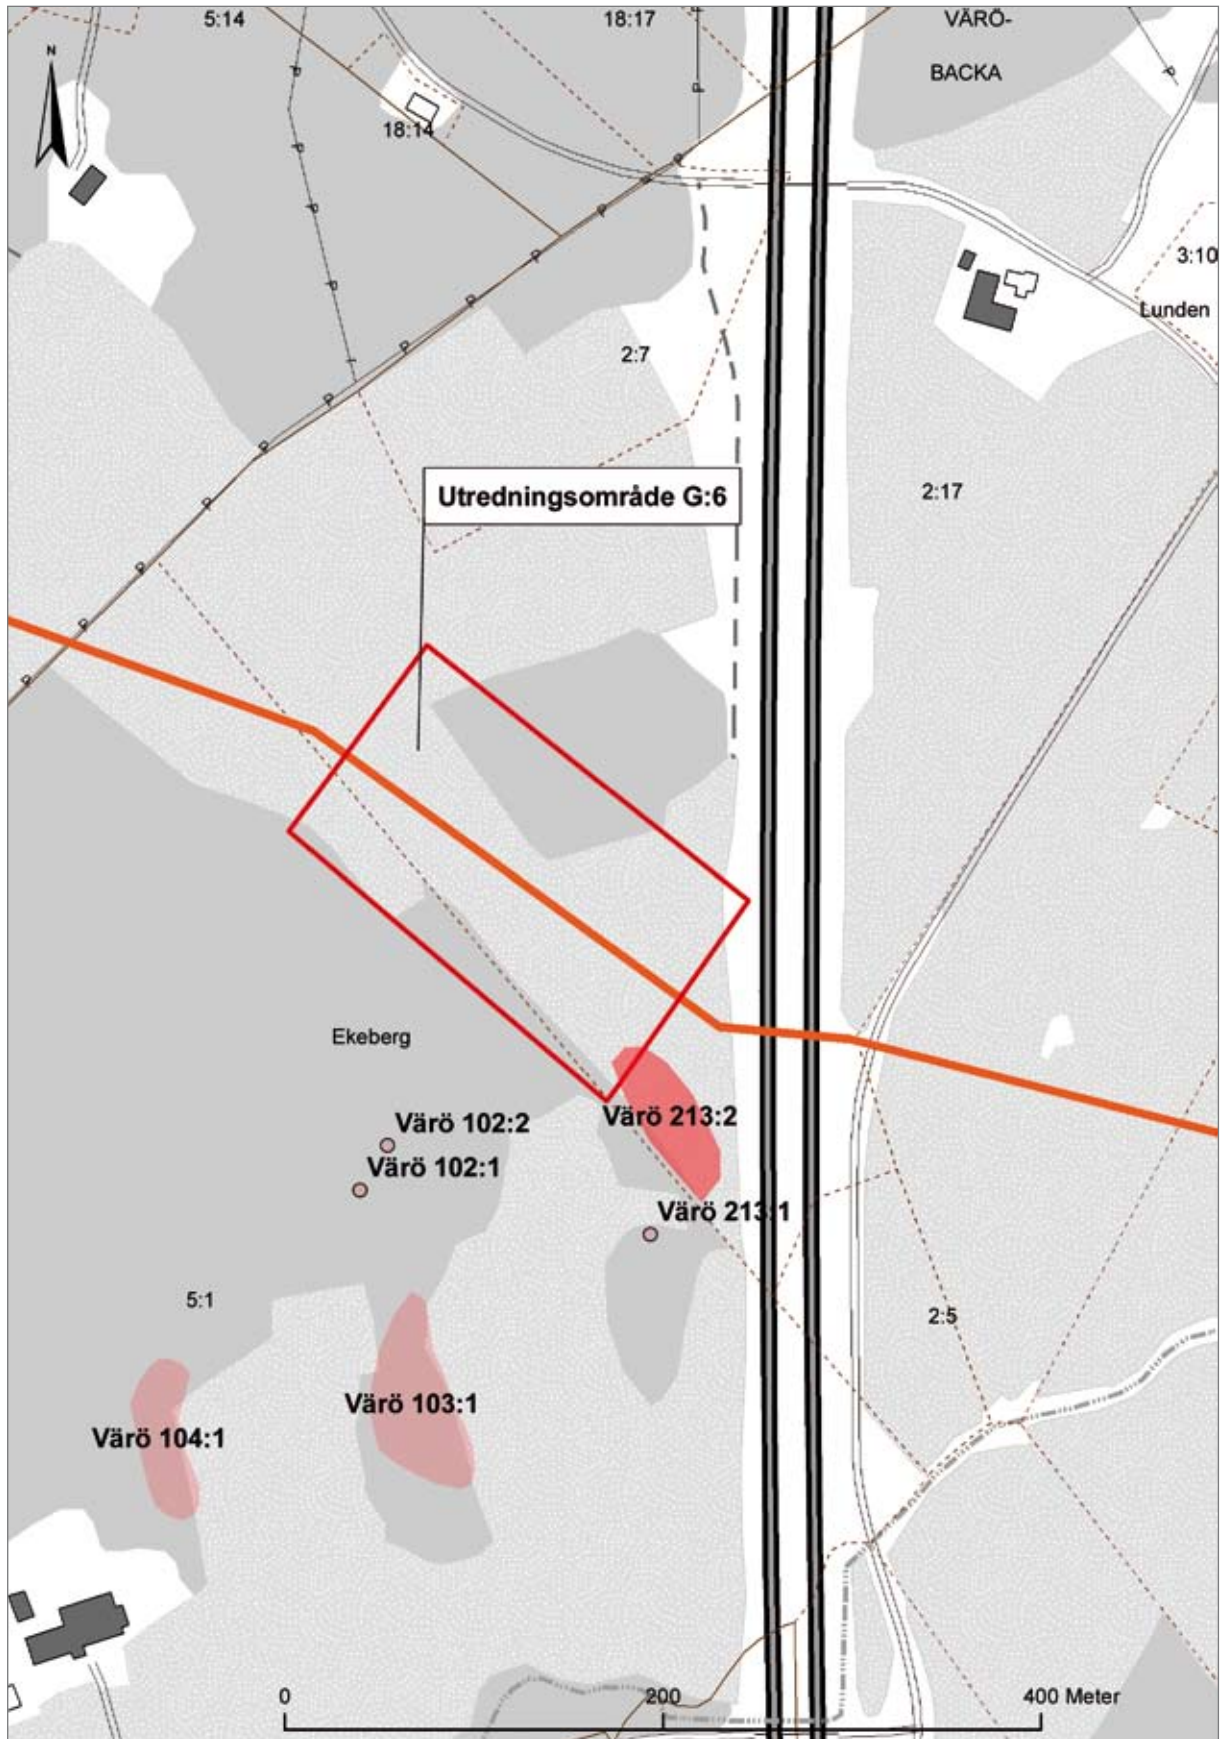 5:14
18:17
VÄRÖ-
N
BACKA
18:14
3:10
Lunden
2:7
2:17
Utredningsområde G:6
Ekeberg
Värö 213:2
Värö 102:2
Värö 102:1
Värö 213:1
5:1
2:5
Värö 103:1
Värö 104:1
0
200
400 Meter